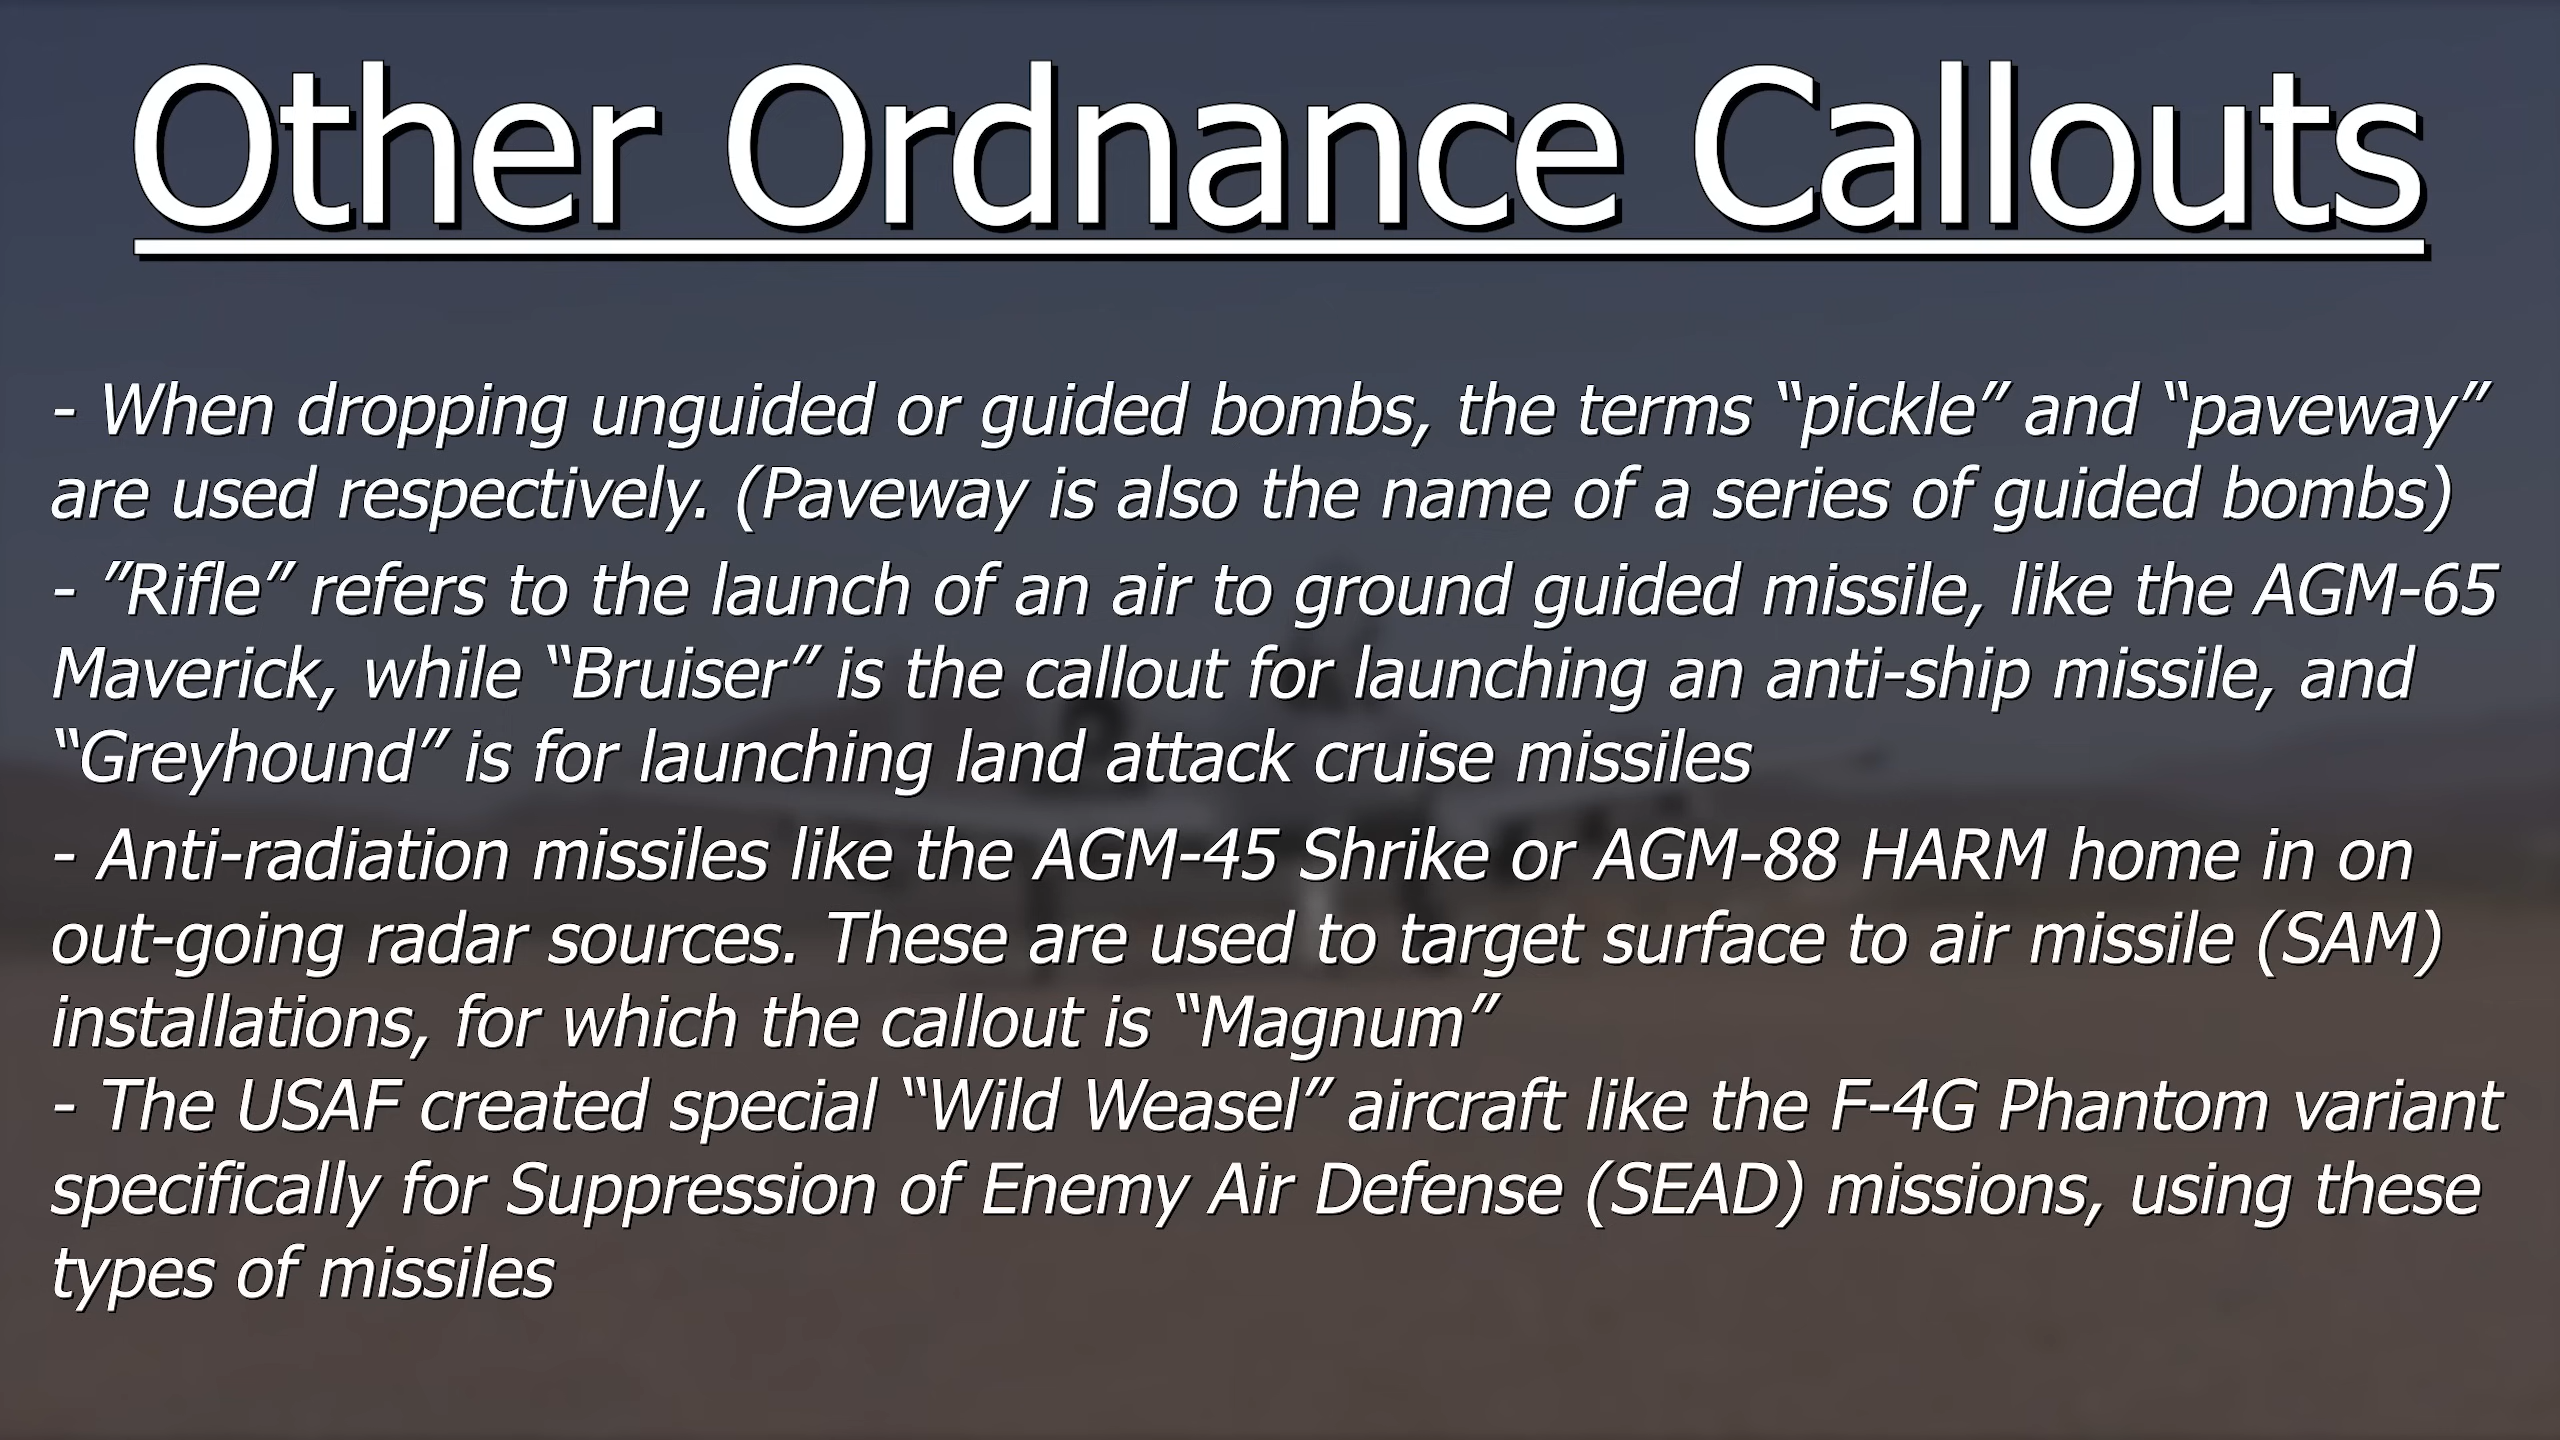 Other Ordnance Callouts
- When dropping unguided or guided bombs, the terms “pickle” and “paveway”
are used respectively. (Paveway is also the name of a series of guided bombs)
- ”Rifle” refers to the launch of an air to ground guided missile, like the AGM-65
Maverick, while “Bruiser” is the callout for launching an anti-ship missile, and
“Greyhound” is for launching land attack cruise missiles
- Anti-radiation missiles like the AGM-45 Shrike or AGM-88 HARM home in on
out-going radar sources. These are used to target surface to air missile (SAM)
installations, for which the callout is “Magnum”
- The USAF created special “Wild Weasel” aircraft like the F-4G Phantom variant
specifically for Suppression of Enemy Air Defense (SEAD) missions, using these
types of missiles